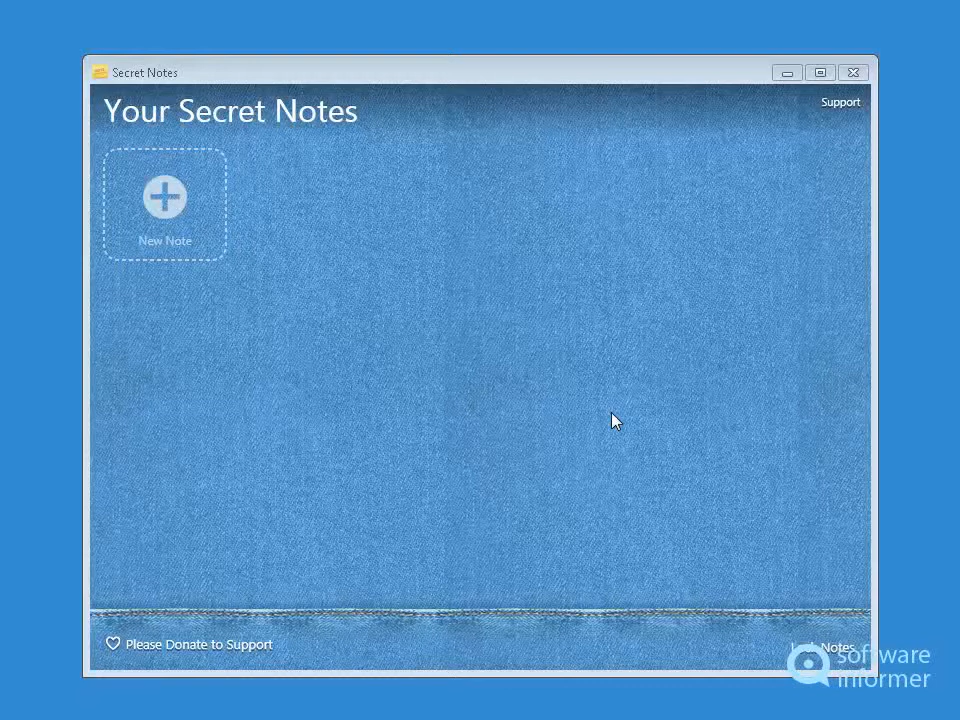 Secret Notes
Your Secret Notes
Support
New Note
Please Donate to Support
Notes
software
informer